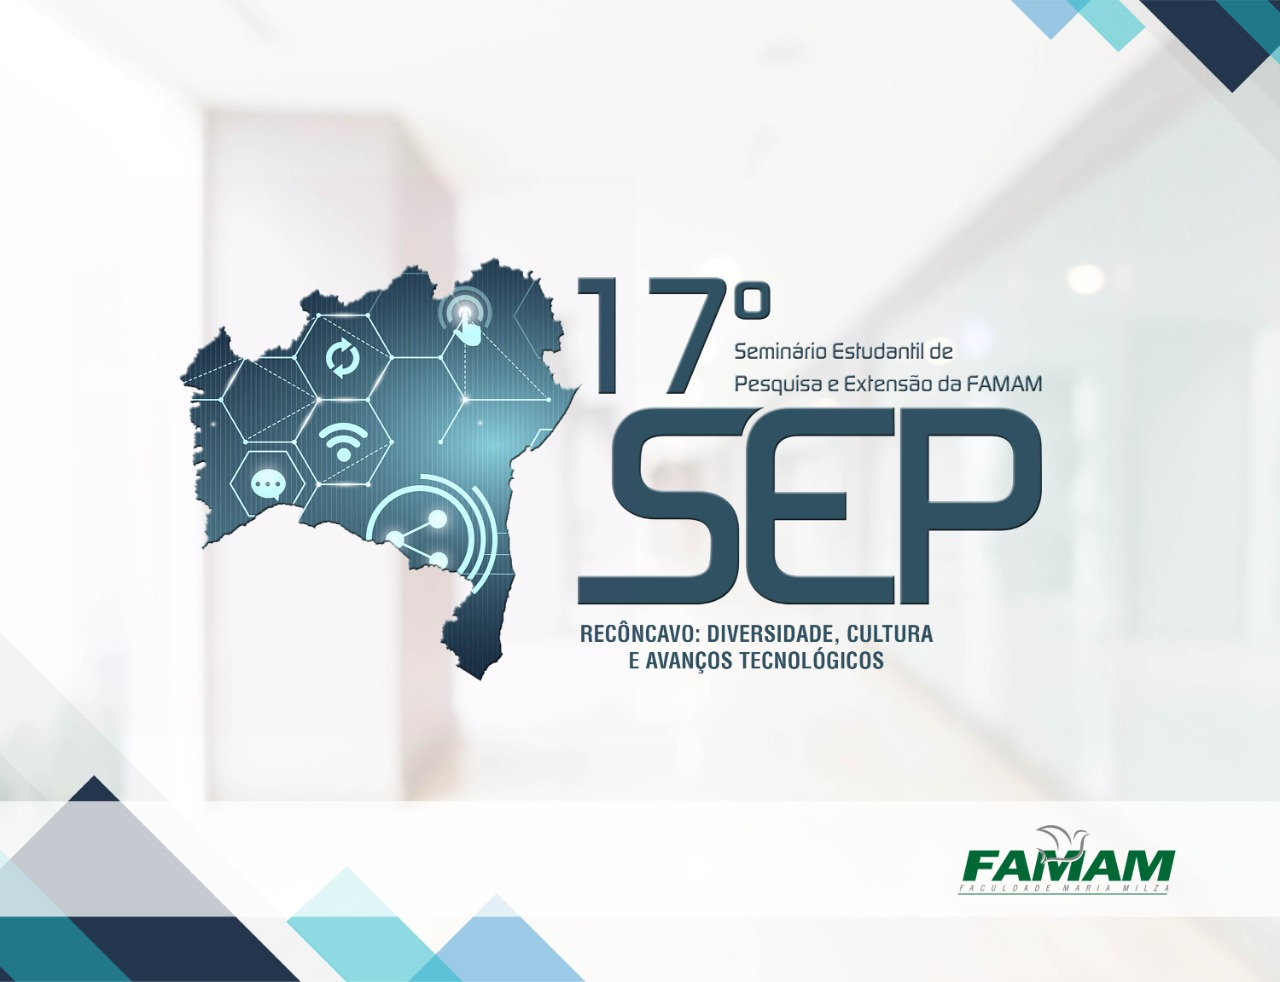 17º
Seminário Estudantil de
Pesquisa e Extensão da FAMAM
SEP
RECÔNCAVO: DIVERSIDADE, CULTURA
E AVANÇOS TECNOLÓGICOS
FAMAM
FACULDADE MARIA MILZA